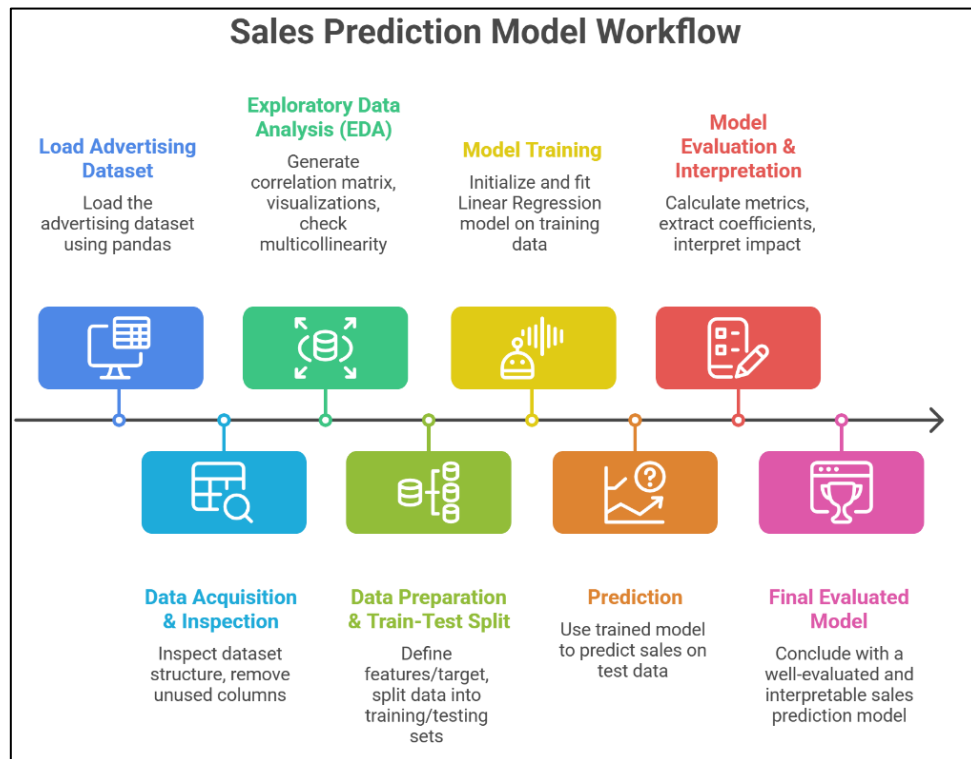 Sales Prediction Model Workflow
Load Advertising
Dataset
Load the
advertising dataset
using pandas
Data Acquisition
& Inspection
Inspect dataset
structure, remove
unused columns
Exploratory Data
Analysis (EDA)
Generate
correlation matrix,
visualizations,
check
multicollinearity
Data Preparation
& Train-Test Split
Define
features/target,
split data into
training/testing
sets
Model Training
Initialize and fit
Linear Regression
model on training
data
Prediction
Use trained model
to predict sales on
test data
Model
Evaluation &
Interpretation
Calculate metrics,
extract coefficients,
interpret impact
Final Evaluated
Model
Conclude with a
well-evaluated and
interpretable sales
prediction model